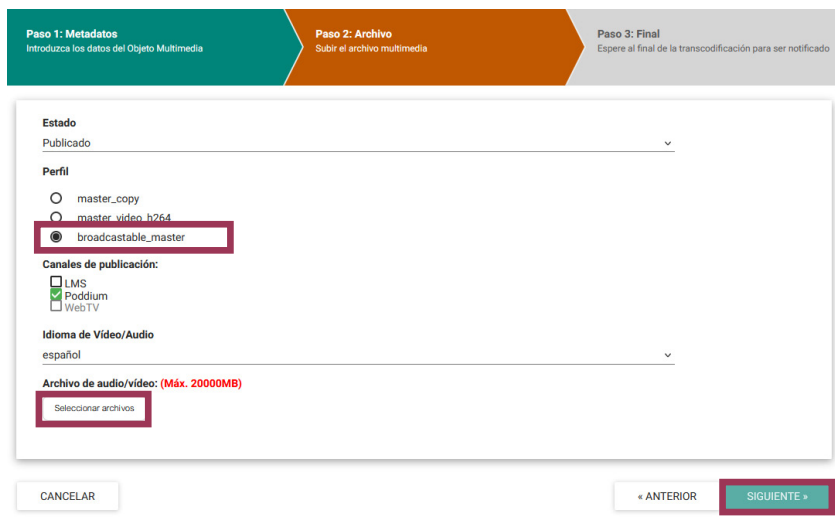 Paso 1: Metadatos
Introduzca los datos del Objeto Multimedia
Paso 2: Archivo
Subir el archivo multimedia
Paso 3: Final
Espere al final de la transcodificación para ser notificado
Estado
Publicado
Perfil
master_copy
master_video_h264
broadcastable_master
Canales de publicación:
LMS
Poddium
WebTV
Idioma de Vídeo/Audio
español
Archivo de audio/vídeo: (Máx. 20000MB)
Seleccionar archivos
CANCELAR
« ANTERIOR
SIGUIENTE »